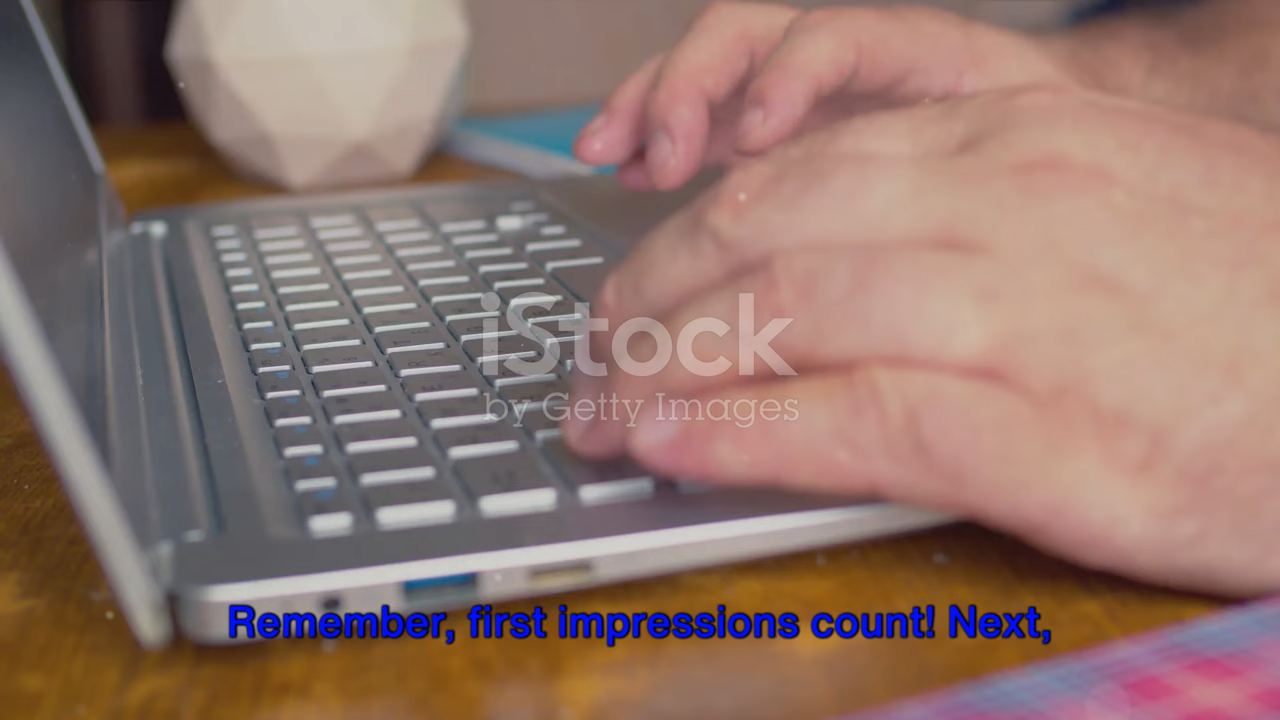 iStock
by Getty Images
Remember, first impressions count! Next,